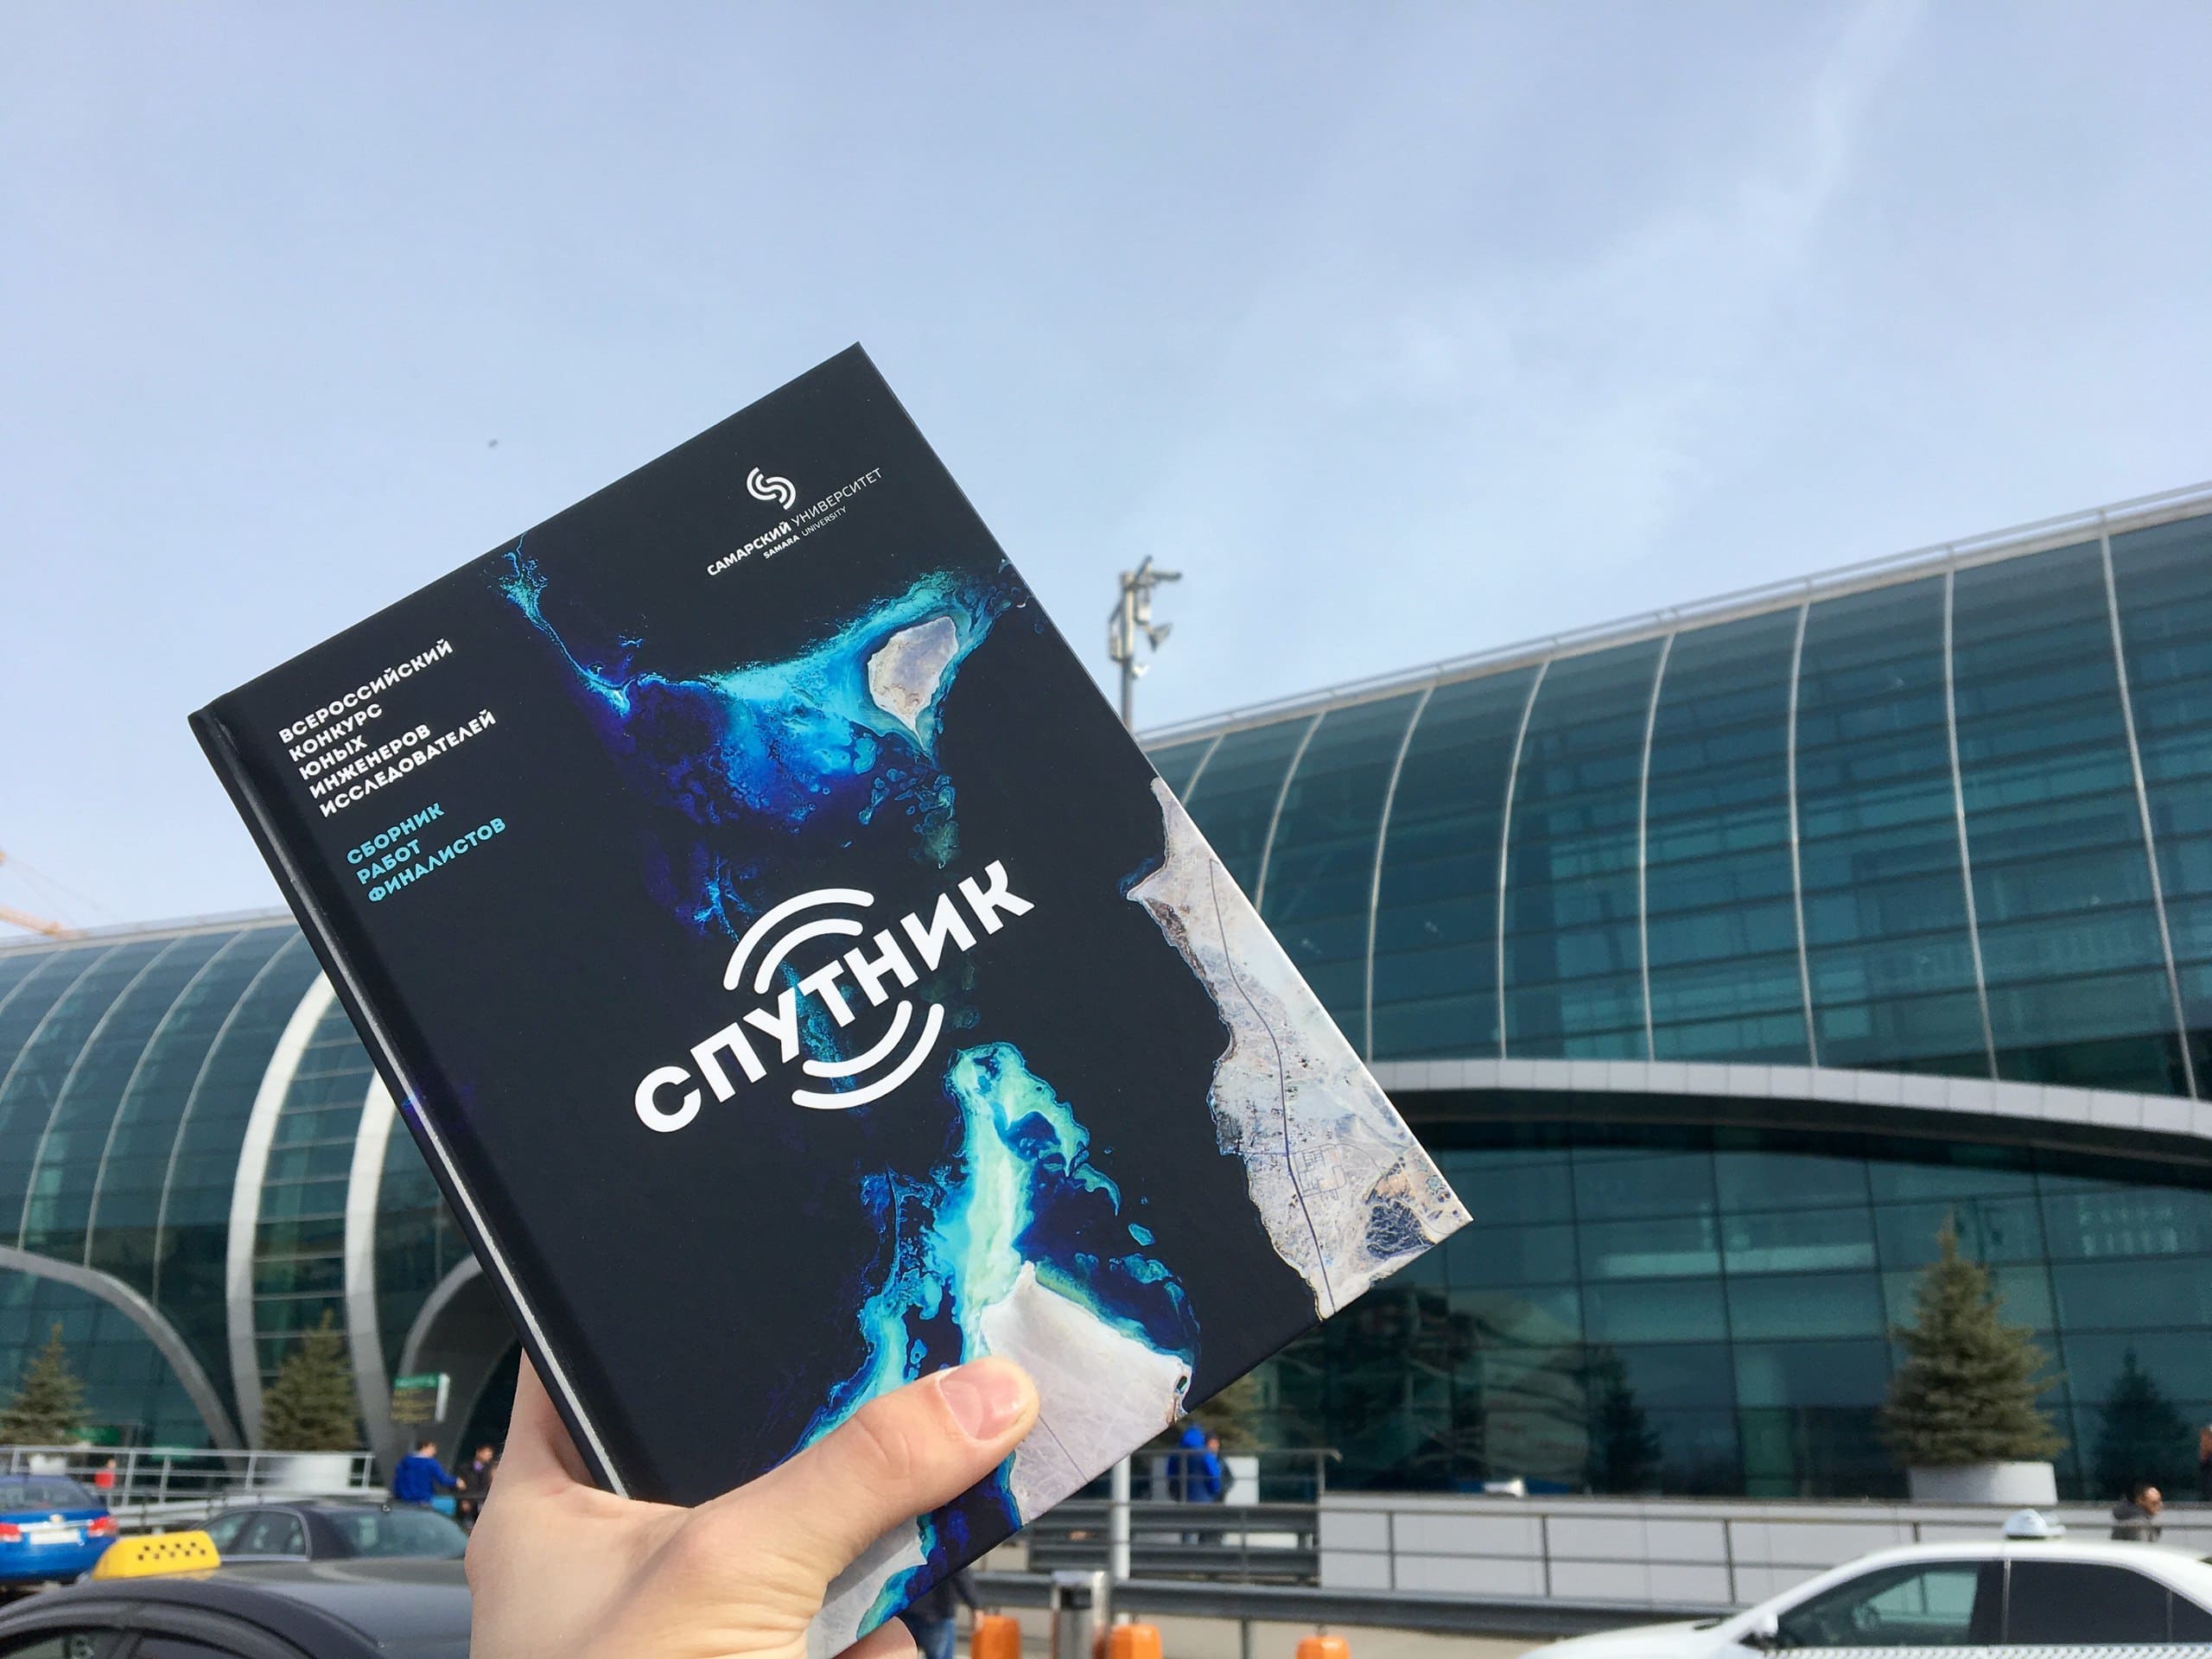 САМАРСКИЙ УНИВЕРСИТЕТ
SAMARA UNIVERSITY
ВСЕРОССИЙСКИЙ
КОНКУРС
ЮНЫХ
ИНЖЕНЕРОВ
ИССЛЕДОВАТЕЛЕЙ
СБОРНИК
РАБОТ
ФИНАЛИСТОВ
СПУТНИК